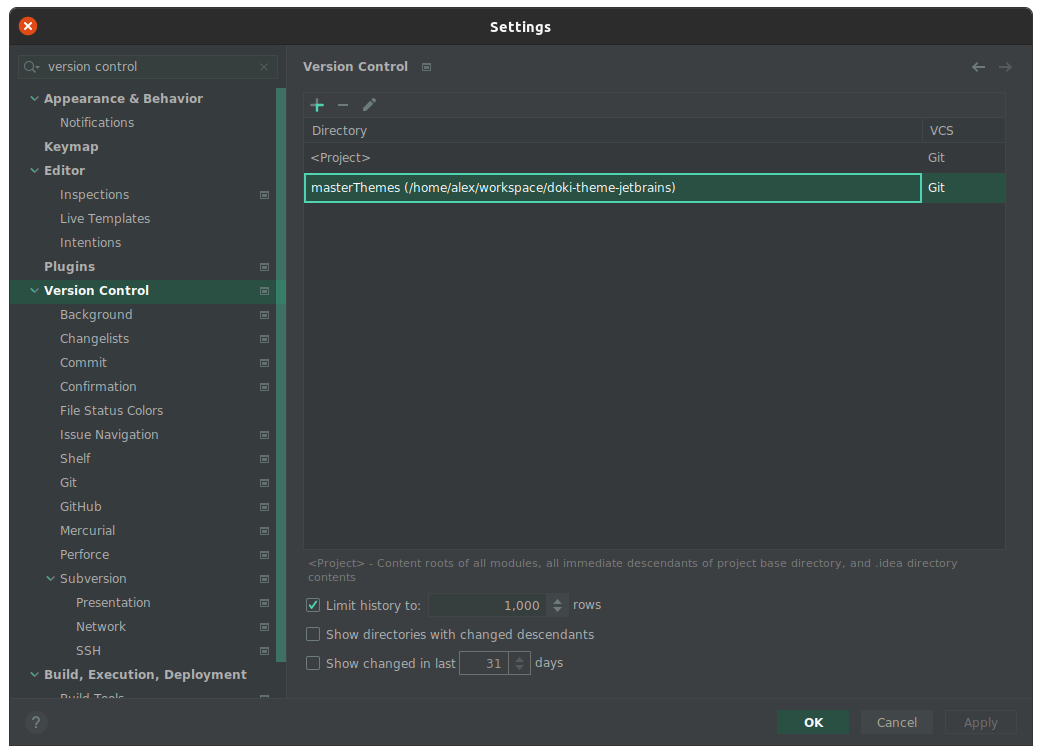 Settings
version control
Version Control
Appearance & Behavior
Notifications
Keymap
Editor
Inspections
Live Templates
Intentions
Plugins
Version Control
Background
Changelists
Commit
Confirmation
File Status Colors
Issue Navigation
Shelf
Git
GitHub
Mercurial
Perforce
Subversion
Presentation
Network
SSH
Build, Execution, Deployment
Build Tools
Directory VCS
<Project> Git
masterThemes (/home/alex/workspace/doki-theme-jetbrains) Git
<Project> - Content roots of all modules, all immediate descendants of project base directory, and .idea directory
contents
Limit history to: 1,000 rows
Show directories with changed descendants
Show changed in last 31 days
?
OK Cancel Apply